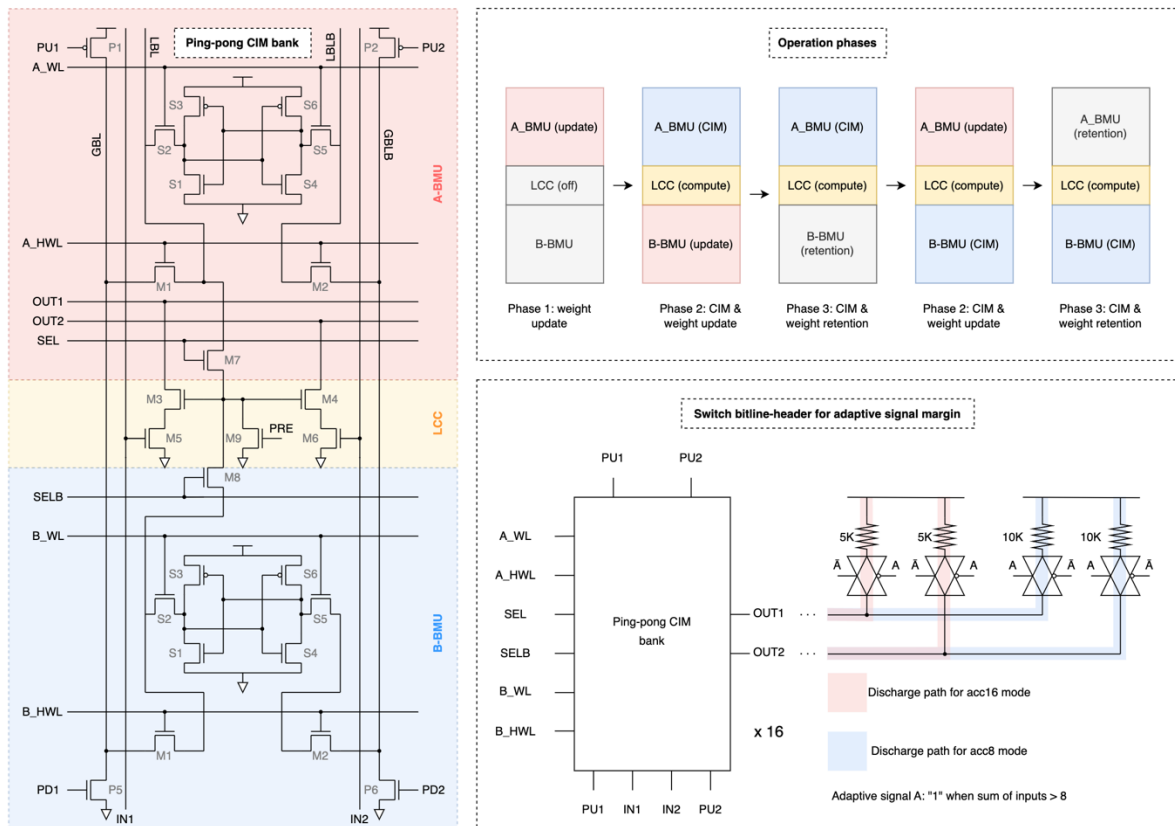 Ping-pong CIM bank
PU1
P1
LBL
LBLB
P2
PU2
A_WL
S3
S6
S2
S5
GBL
GBLB
S1
S4
A-BMU
A_HWL
M1
M2
OUT1
OUT2
SEL
M7
M3
M4
LCC
PRE
M5
M9
M6
M8
SELB
B_WL
S3
S6
S2
S5
S1
S4
B-BMU
B_HWL
M1
M2
PD1
P5
P6
PD2
IN1
IN2
Operation phases
A_BMU (update)
LCC (off)
B-BMU
Phase 1: weight
update
A_BMU (CIM)
LCC (compute)
B-BMU (update)
Phase 2: CIM &
weight update
A_BMU (CIM)
LCC (compute)
B-BMU
(retention)
Phase 3: CIM &
weight retention
A_BMU (update)
LCC (compute)
B-BMU (CIM)
Phase 2: CIM &
weight update
A_BMU
(retention)
LCC (compute)
B-BMU (CIM)
Phase 3: CIM &
weight retention
Switch bitline-header for adaptive signal margin
PU1
PU2
A_WL
A_HWL
SEL
SELB
B_WL
B_HWL
Ping-pong CIM
bank
OUT1
OUT2
. . .
. . .
x 16
PU1
IN1
IN2
PU2
5K
5K
10K
10K
Ā
A
Ā
A
A
Ā
A
Ā
Discharge path for acc16 mode
Discharge path for acc8 mode
Adaptive signal A: "1" when sum of inputs > 8